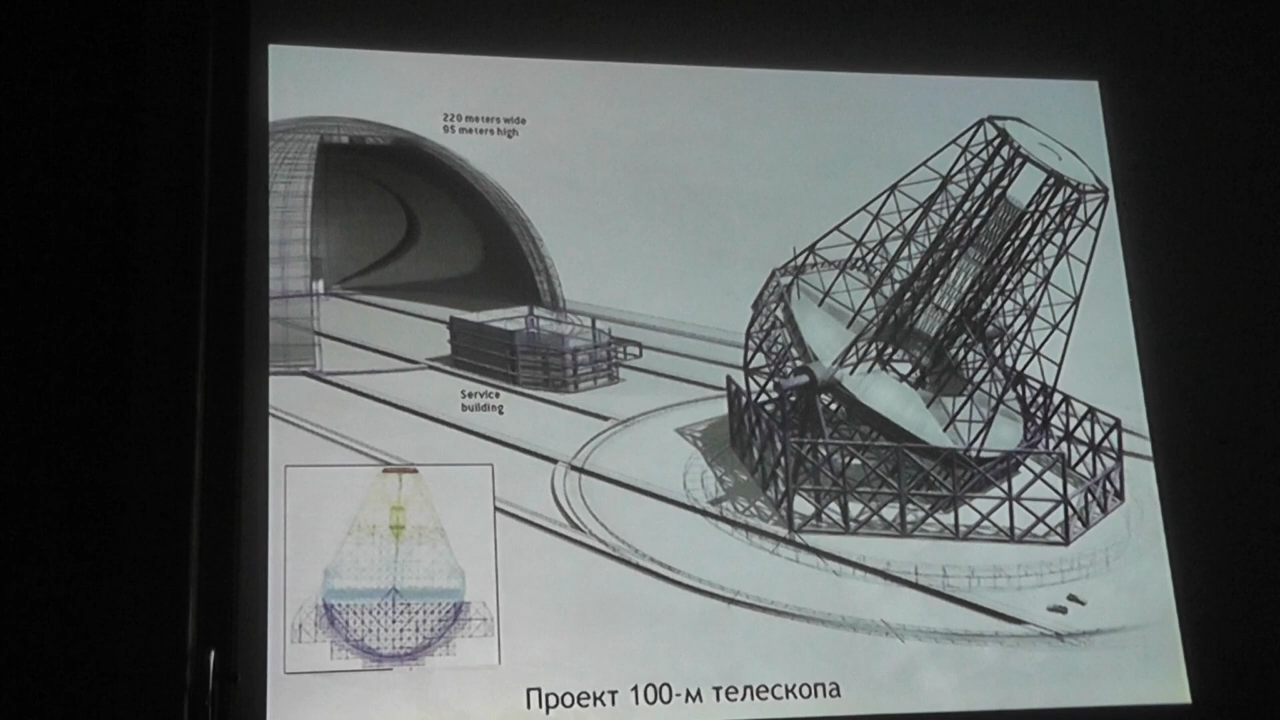 220 meters wide
95 meters high
Service
building
Проект 100-м телескопа